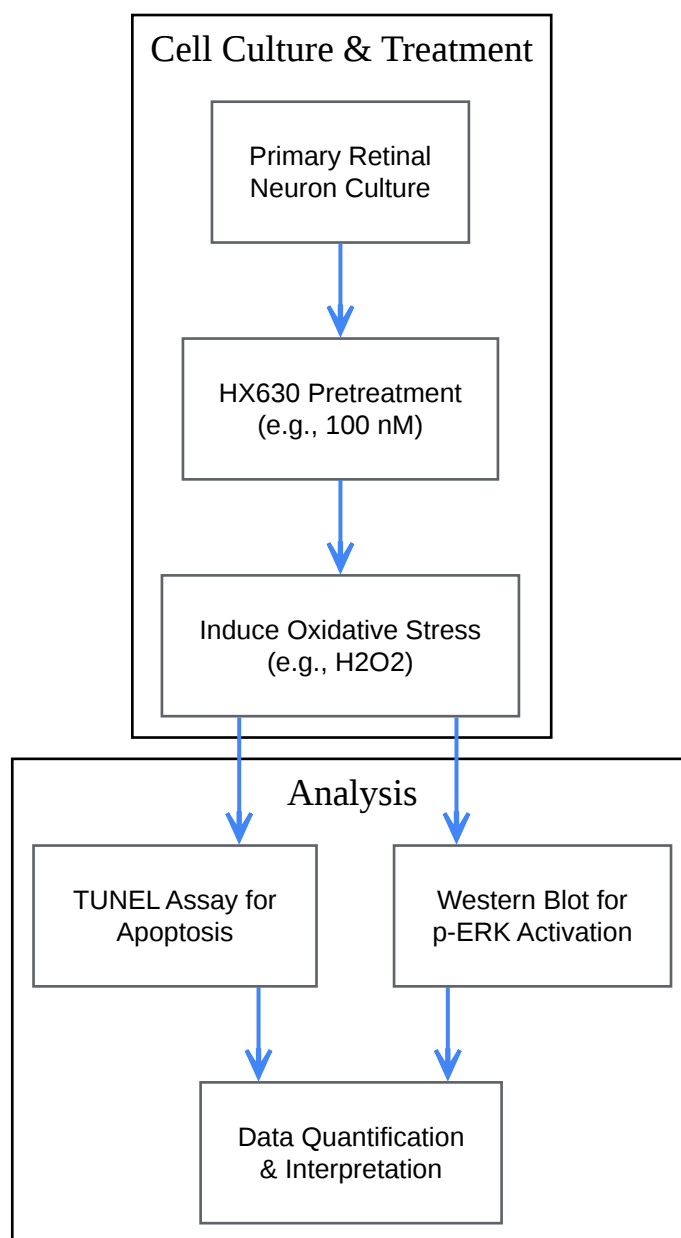 Cell Culture & Treatment
Primary Retinal
Neuron Culture
HX630 Pretreatment
(e.g., 100 nM)
Induce Oxidative Stress
(e.g., H2O2)
Analysis
TUNEL Assay for
Apoptosis
Western Blot for
p-ERK Activation
Data Quantification
& Interpretation